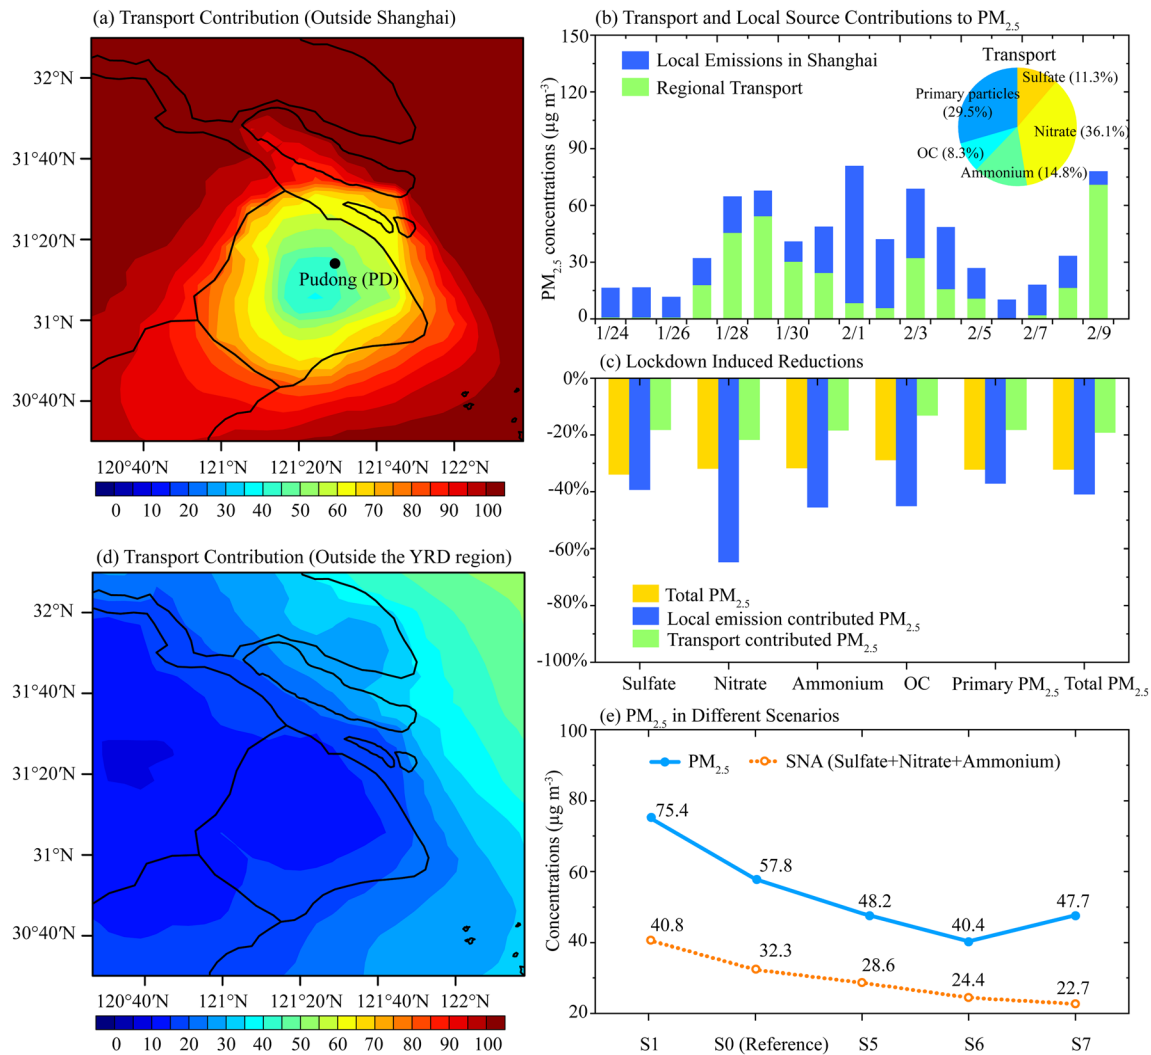 (a) Transport Contribution (Outside Shanghai)
32°N
31°40′N
31°20′N
31°N
30°40′N
Pudong (PD)
120°40′N 121°N 121°20′N 121°40′N 122°N
0 10 20 35 45 60 70 80 90 100
(b) Transport and Local Source Contributions to PM2.5
PM2.5 concentrations (μg m-3)
150
120
90
60
30
0
Local Emissions in Shanghai
Regional Transport
Transport
Sulfate (11.3%)
Primary particles
(29.5%)
Nitrate (36.1%)
OC (8.3%)
Ammonium (14.8%)
1/24 1/26 1/28 1/30 2/1 2/3 2/5 2/7 2/9
(c) Lockdown Induced Reductions
0%
-20%
-40%
-60%
-80%
-100%
Total PM2.5
Local emission contributed PM2.5
Transport contributed PM2.5
Sulfate Nitrate Ammonium OC Primary PM2.5 Total PM2.5
(d) Transport Contribution (Outside the YRD region)
32°N
31°40′N
31°20′N
31°N
30°40′N
120°40′N 121°N 121°20′N 121°40′N 122°N
0 10 20 35 45 60 70 80 90 100
(e) PM2.5 in Different Scenarios
Concentrations (μg m-3)
100
80
60
40
20
PM2.5 SNA (Sulfate+Nitrate+Ammonium)
75.4
57.8
48.2
40.4
47.7
40.8
32.3
28.6
24.4
22.7
S1 S0 (Reference) S5 S6 S7